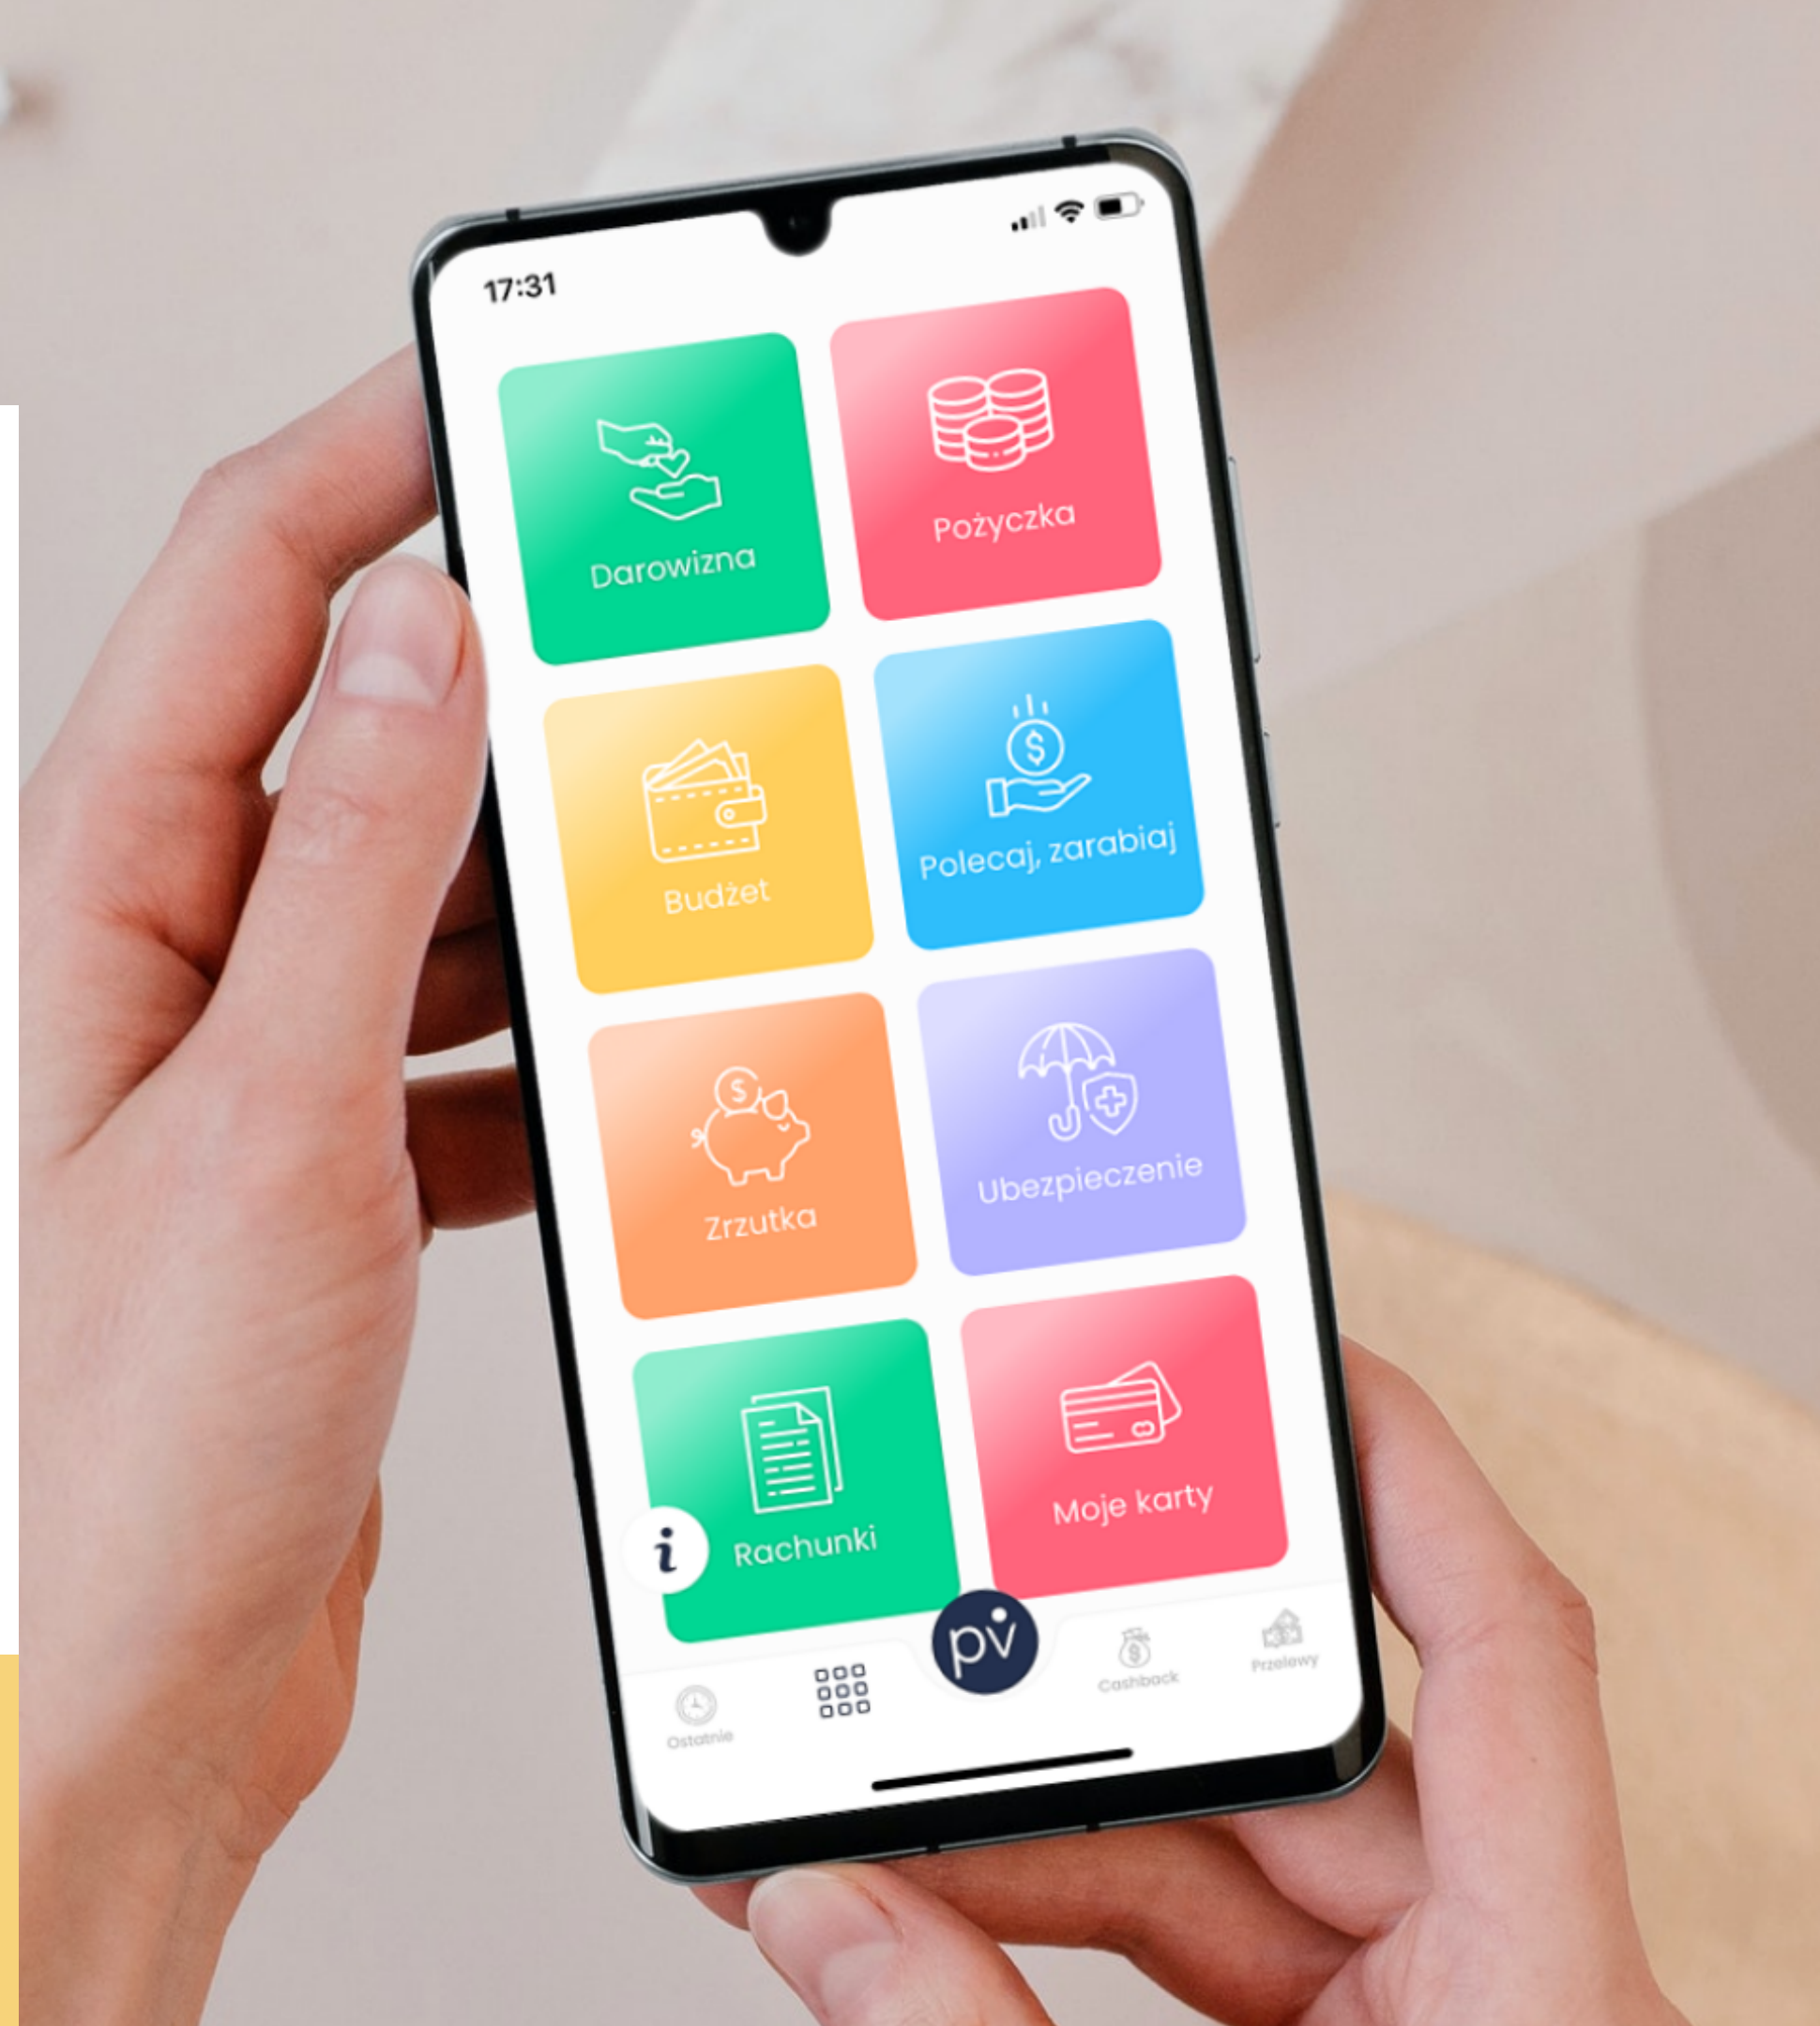 17:31
Darowizna
Pożyczka
Budżet
Polecaj, zarabiaj
Zrzutka
Ubezpieczenie
Rachunki
Moje karty
i
pv
Ostatnie
Cashback
Przelewy